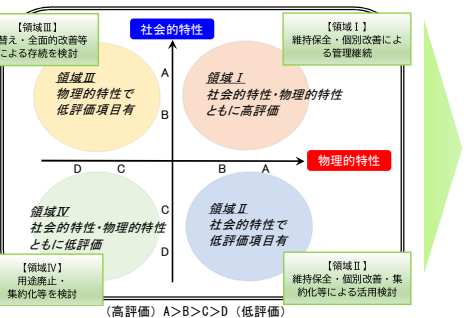 【領域Ⅲ】
替え・全面的改善等
による存続を検討
社会的特性
【領域Ⅰ】
維持保全・個別改善によ
る管理継続
領域Ⅲ
物理的特性で
低評価項目有
A
B
領域Ⅰ
社会的特性・物理的特性
ともに高評価
物理的特性
D C B A
領域Ⅳ
社会的特性・物理的特性
ともに低評価
C
D
領域Ⅱ
社会的特性で
低評価項目有
【領域Ⅳ】
用途廃止・
集約化等を検討
【領域Ⅱ】
維持保全・個別改善・集
約化等による活用検討
（高評価）A＞B＞C＞D（低評価）